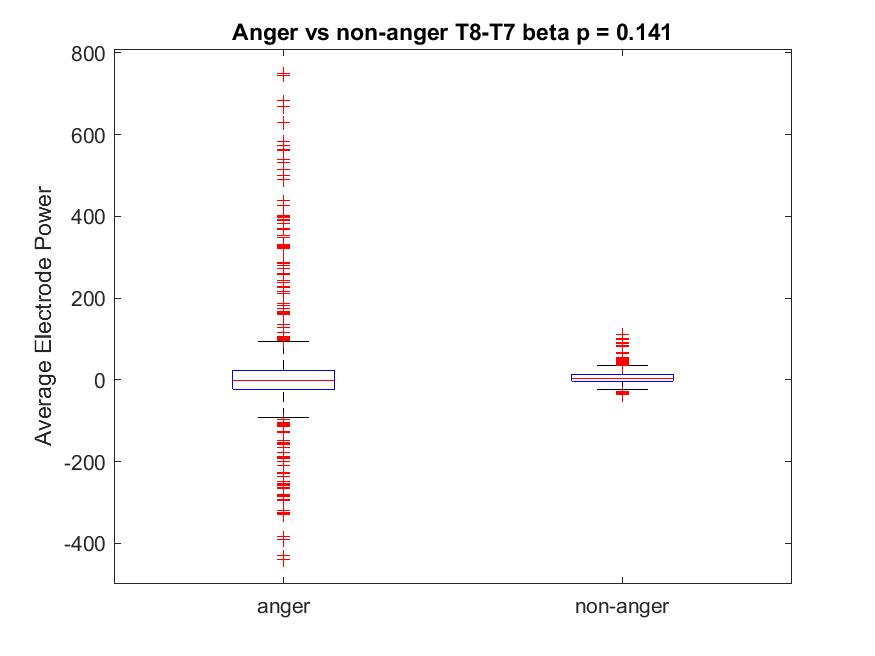 Anger vs non-anger T8-T7 beta p = 0.141
Average Electrode Power
800
600
400
200
0
-200
-400
anger
non-anger